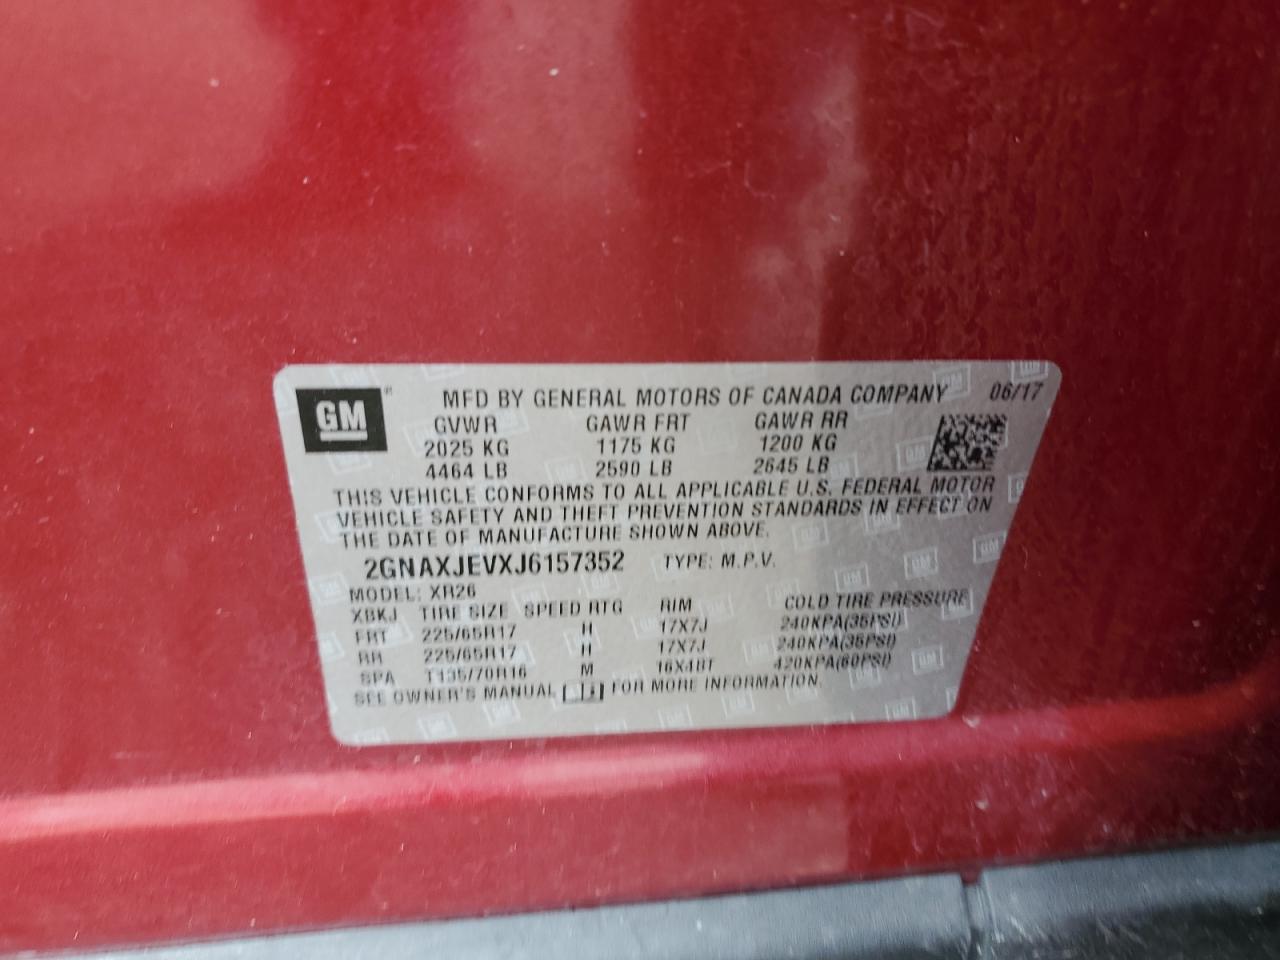 GM
MFD BY GENERAL MOTORS OF CANADA COMPANY 06/17
GVWR GAWR FRT GAWR RR
2025 KG 1175 KG 1200 KG
4464 LB 2590 LB 2645 LB
THIS VEHICLE CONFORMS TO ALL APPLICABLE U.S. FEDERAL MOTOR
VEHICLE SAFETY AND THEFT PREVENTION STANDARDS IN EFFECT ON
THE DATE OF MANUFACTURE SHOWN ABOVE.
2GNAXJEVXJ6157352 TYPE: M.P.V.
MODEL: XR26
XBKJ TIRE SIZE SPEED RTG RIM COLD TIRE PRESSURE
FRT 225/65R17 H 17X7J 240KPA(35PSI)
RR 225/65R17 H 17X7J 240KPA(35PSI)
SPA T135/70R16 M 16X4BT 420KPA(60PSI)
SEE OWNER'S MANUAL FOR MORE INFORMATION.